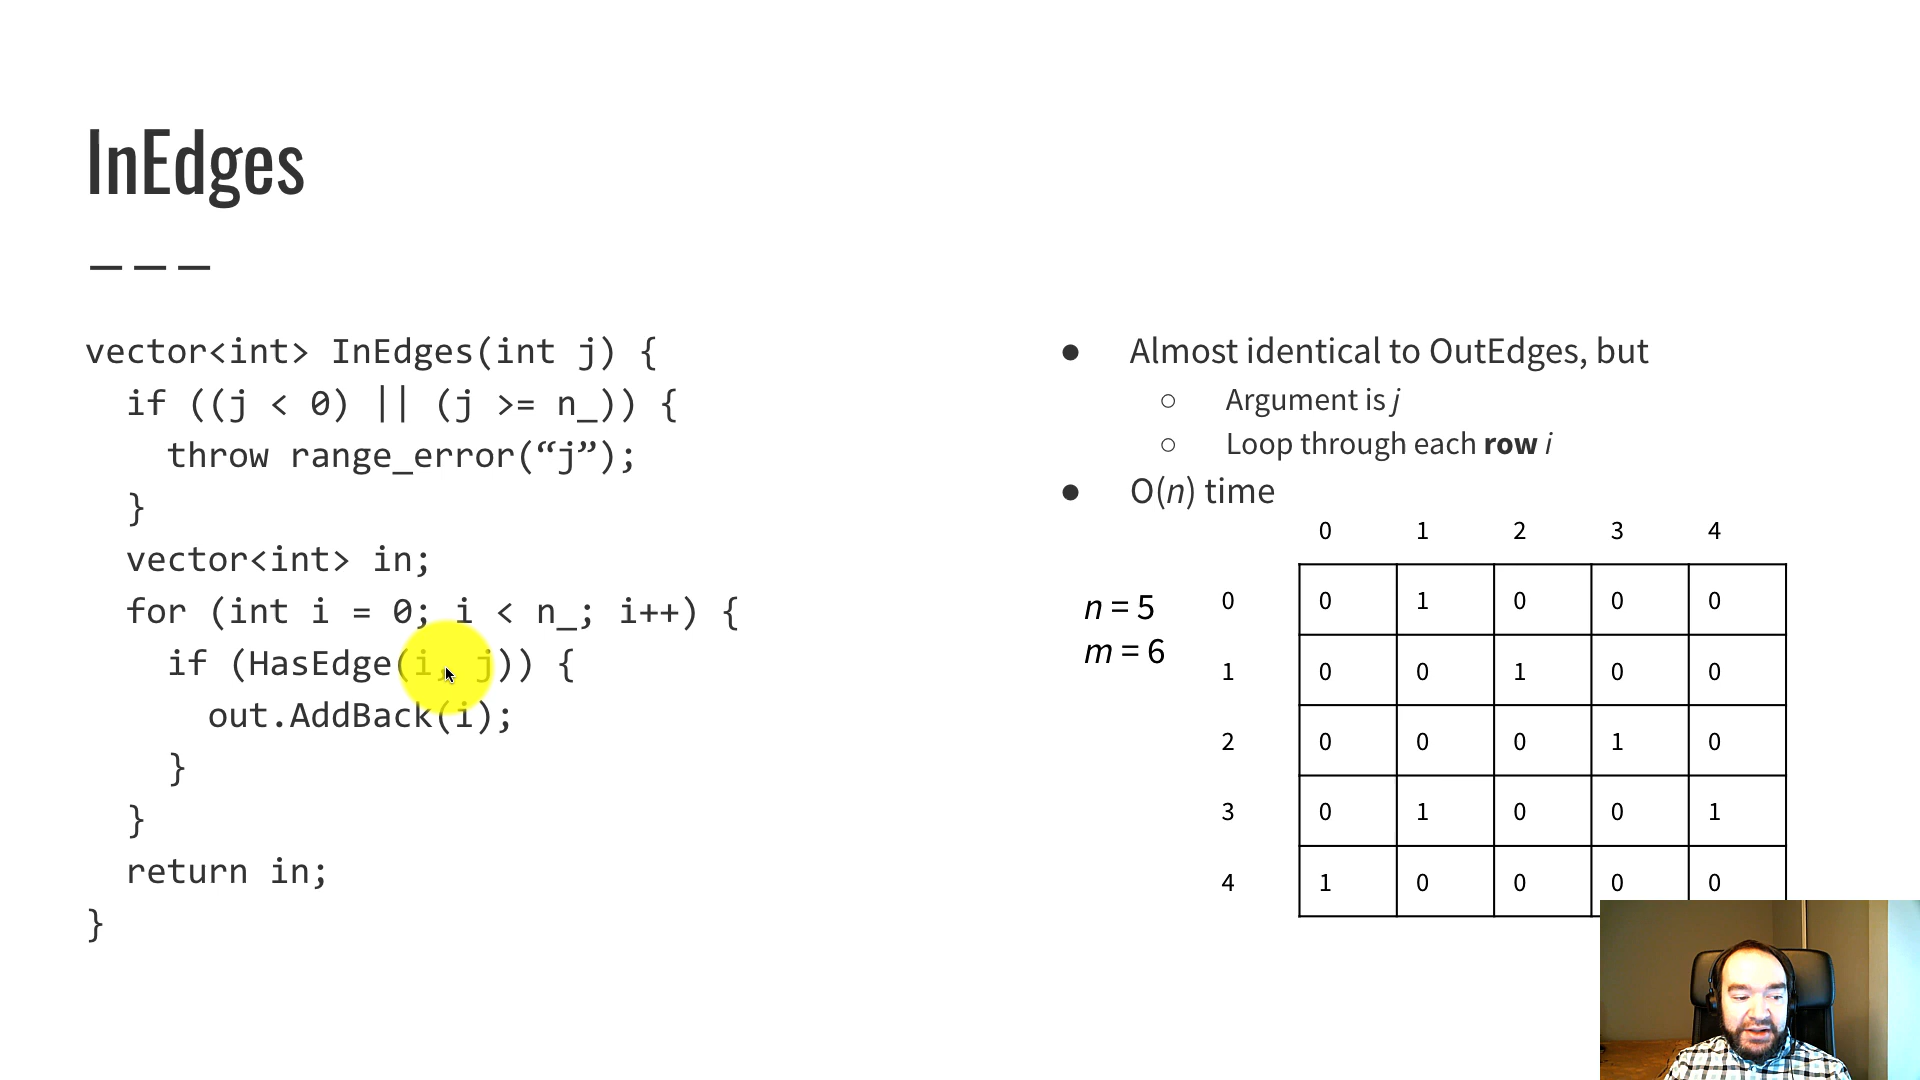 InEdges
vector<int> InEdges(int j) {
if ((j < 0) || (j >= n_)) {
throw range_error(“j”);
}
vector<int> in;
for (int i = 0; i < n_; i++) {
if (HasEdge(i, j)) {
out.AddBack(i);
}
}
return in;
}
● Almost identical to OutEdges, but
○ Argument is j
○ Loop through each row i
● O(n) time
n = 5
m = 6
0 1 2 3 4
0 0 1 0 0 0
1 0 0 1 0 0
2 0 0 0 1 0
3 0 1 0 0 1
4 1 0 0 0 0